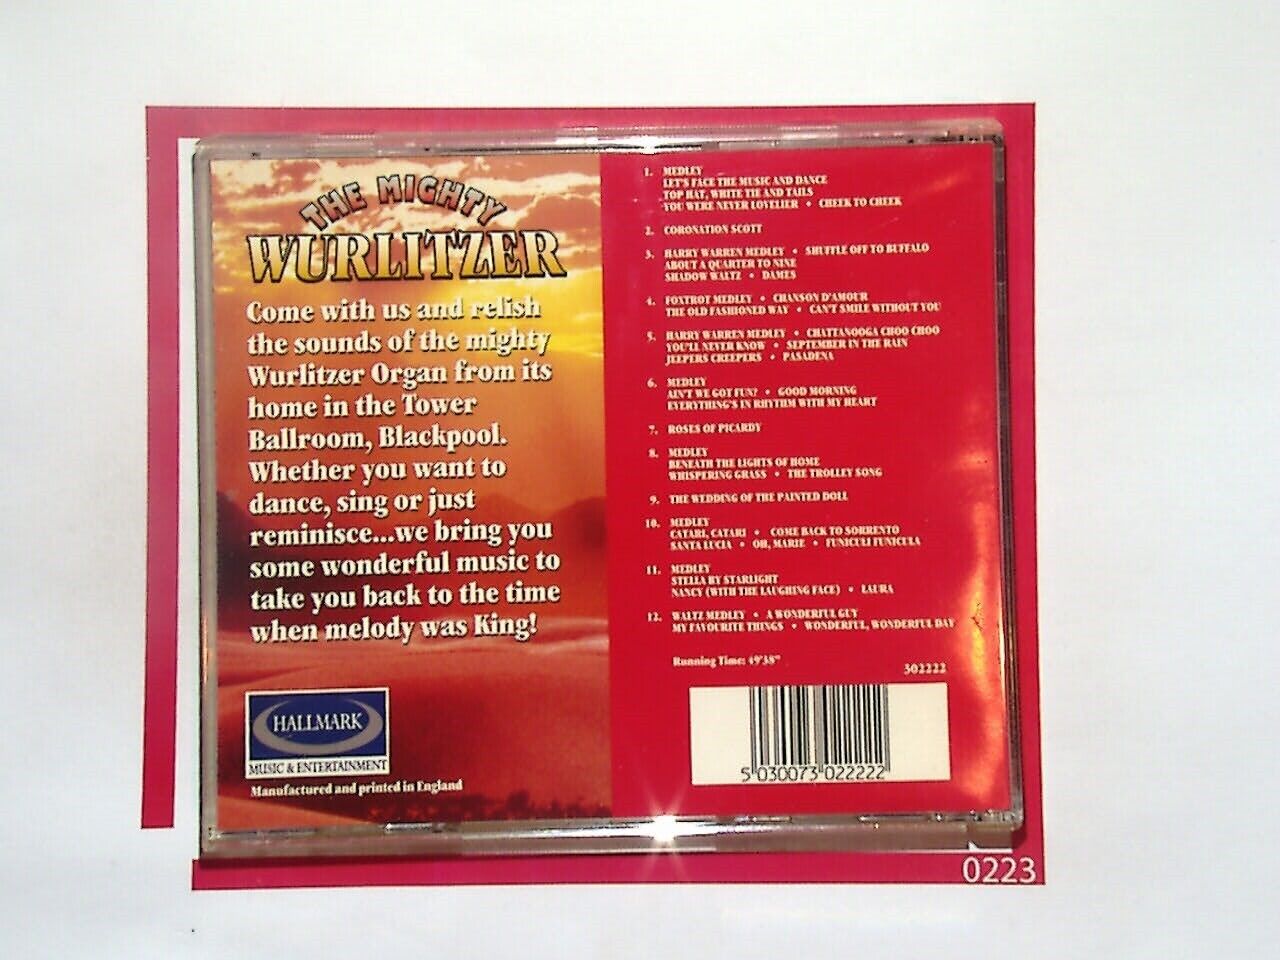 THE MIGHTY
WURLITZER
Come with us and relish
the sounds of the mighty
Wurlitzer Organ from its
home in the Tower
Ballroom, Blackpool.
Whether you want to
dance, sing or just
reminisce...we bring you
some wonderful music to
take you back to the time
when melody was King!
HALLMARK
MUSIC & ENTERTAINMENT
Manufactured and printed in England
1. MEDLEY
LET'S FACE THE MUSIC AND DANCE
TOP HAT, WHITE TIE AND TAILS
YOU WERE NEVER LOVELIER • CHEEK TO CHEEK
2. CORONATION SCOTT
3. HARRY WARREN MEDLEY • SHUFFLE OFF TO BUFFALO
ABOUT A QUARTER TO NINE
SHADOW WALTZ • DAMES
4. FOXTROT MEDLEY • CHANSON D'AMOUR
THE OLD FASHIONED WAY • CAN'T SMILE WITHOUT YOU
5. HARRY WARREN MEDLEY • CHATTANOOGA CHOO CHOO
YOU'LL NEVER KNOW • SEPTEMBER IN THE RAIN
JEEPERS CREEPERS • PASADENA
6. MEDLEY
AIN'T WE GOT FUN? • GOOD MORNING
EVERYTHING'S IN RHYTHM WITH MY HEART
7. ROSES OF PICARDY
8. MEDLEY
BENEATH THE LIGHTS OF HOME
WHISPERING GRASS • THE TROLLEY SONG
9. THE WEDDING OF THE PAINTED DOLL
10. MEDLEY
CATARI, CATARI • COME BACK TO SORRENTO
SANTA LUCIA • OH, MARIE • FUNICULI FUNICULA
11. MEDLEY
STELLA BY STARLIGHT
NANCY (WITH THE LAUGHING FACE) • LAURA
12. WALTZ MEDLEY • A WONDERFUL GUY
MY FAVOURITE THINGS • WONDERFUL, WONDERFUL DAY
Running Time: 49'38"
302222
5 030073 022222
0223